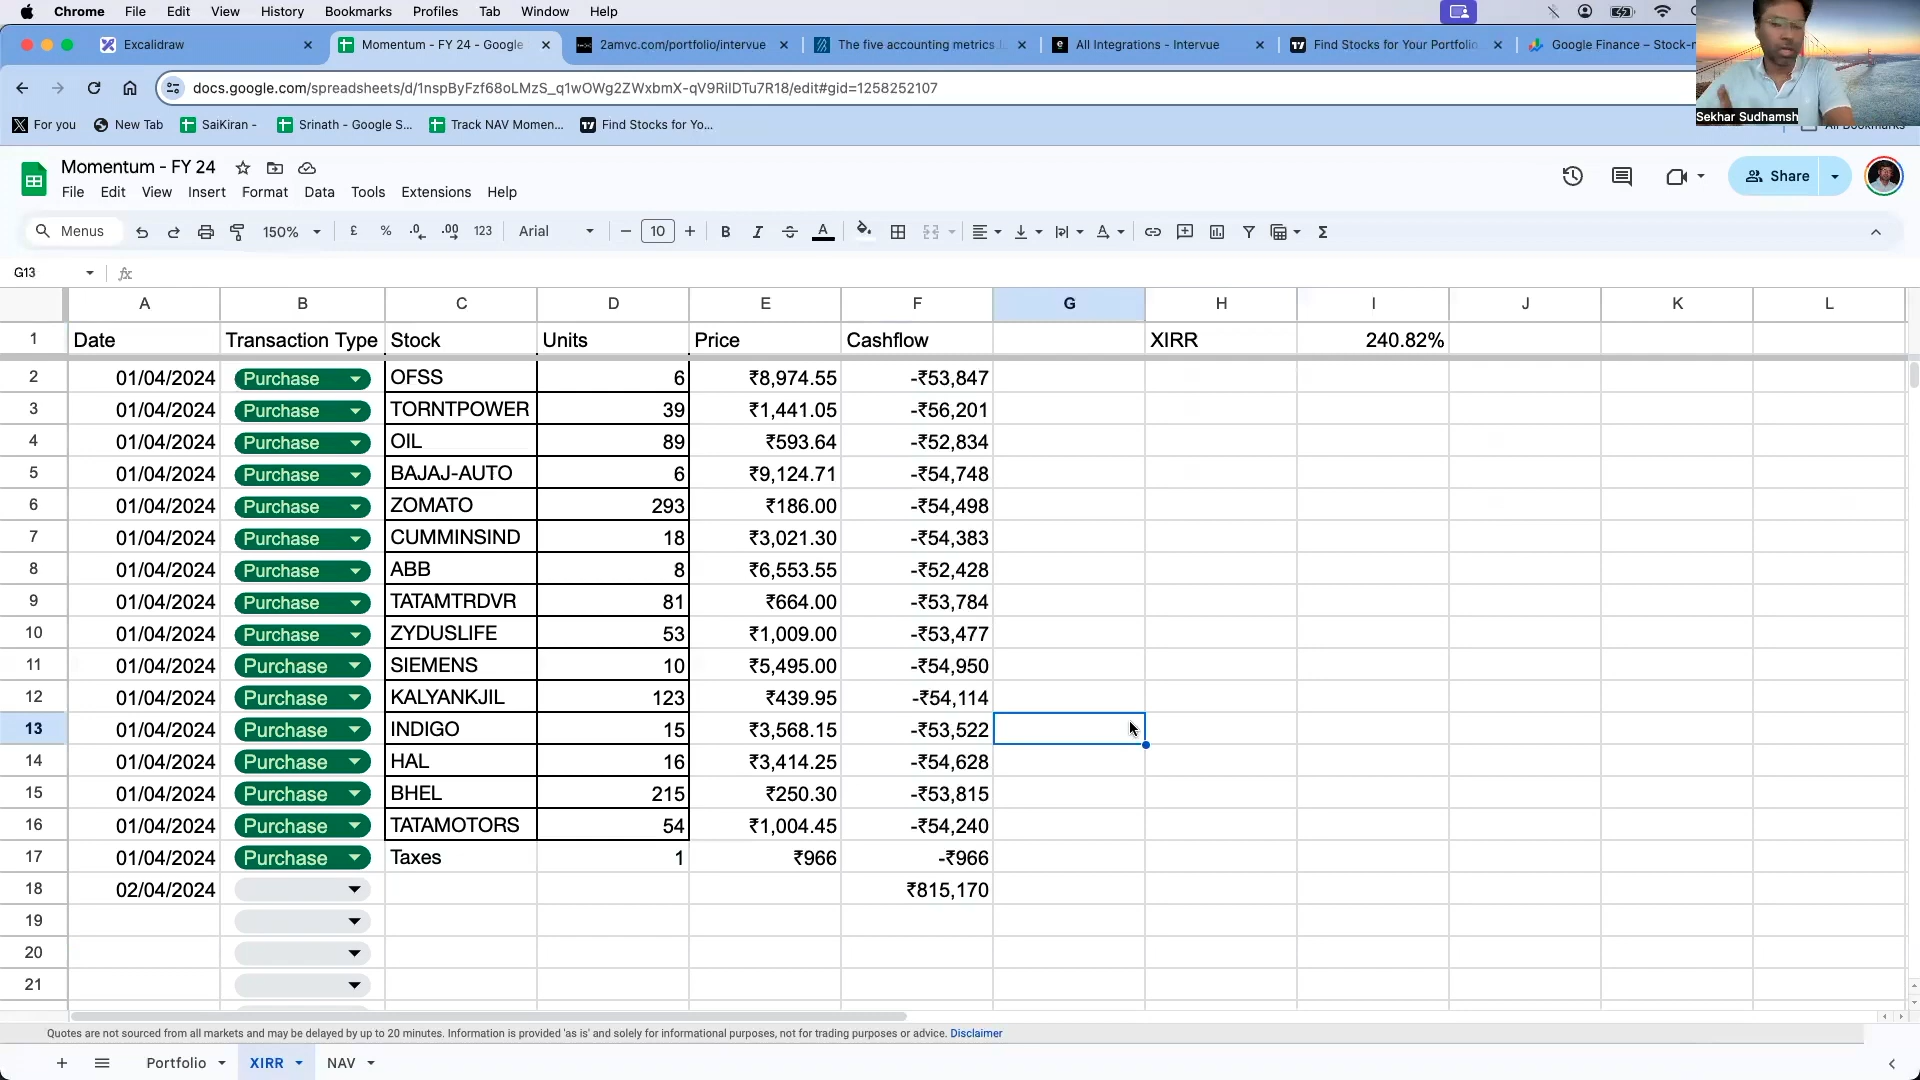 Chrome File Edit View History Bookmarks Profiles Tab Window Help
Excalidraw
Momentum - FY 24 - Google
2amvc.com/portfolio/intervue
The five accounting metrics
All Integrations - Intervue
Find Stocks for Your Portfolio
Google Finance – Stock-
docs.google.com/spreadsheets/d/1nspByFzf68oLMzS_q1wOWg2ZWxbmX-qV9RiIDTu7R18/edit#gid=1258252107
For you New Tab SaiKiran - Srinath - Google S... Track NAV Momen... Find Stocks for Yo...
All Bookmarks
Sekhar Sudhamsh
Momentum - FY 24
File Edit View Insert Format Data Tools Extensions Help
Share
Menus 150% £ % .0 .00 123 Arial 10 B I A Σ
G13 fx
A B C D E F G H I J K L
1 Date Transaction Type Stock Units Price Cashflow XIRR 240.82%
2 01/04/2024 Purchase OFSS 6 ₹8,974.55 -₹53,847
3 01/04/2024 Purchase TORNTPOWER 39 ₹1,441.05 -₹56,201
4 01/04/2024 Purchase OIL 89 ₹593.64 -₹52,834
5 01/04/2024 Purchase BAJAJ-AUTO 6 ₹9,124.71 -₹54,748
6 01/04/2024 Purchase ZOMATO 293 ₹186.00 -₹54,498
7 01/04/2024 Purchase CUMMINSIND 18 ₹3,021.30 -₹54,383
8 01/04/2024 Purchase ABB 8 ₹6,553.55 -₹52,428
9 01/04/2024 Purchase TATAMTRDVR 81 ₹664.00 -₹53,784
10 01/04/2024 Purchase ZYDUSLIFE 53 ₹1,009.00 -₹53,477
11 01/04/2024 Purchase SIEMENS 10 ₹5,495.00 -₹54,950
12 01/04/2024 Purchase KALYANKJIL 123 ₹439.95 -₹54,114
13 01/04/2024 Purchase INDIGO 15 ₹3,568.15 -₹53,522
14 01/04/2024 Purchase HAL 16 ₹3,414.25 -₹54,628
15 01/04/2024 Purchase BHEL 215 ₹250.30 -₹53,815
16 01/04/2024 Purchase TATAMOTORS 54 ₹1,004.45 -₹54,240
17 01/04/2024 Purchase Taxes 1 ₹966 -₹966
18 02/04/2024 ₹815,170
19
20
21
Quotes are not sourced from all markets and may be delayed by up to 20 minutes. Information is provided 'as is' and solely for informational purposes, not for trading purposes or advice. Disclaimer
Portfolio XIRR NAV